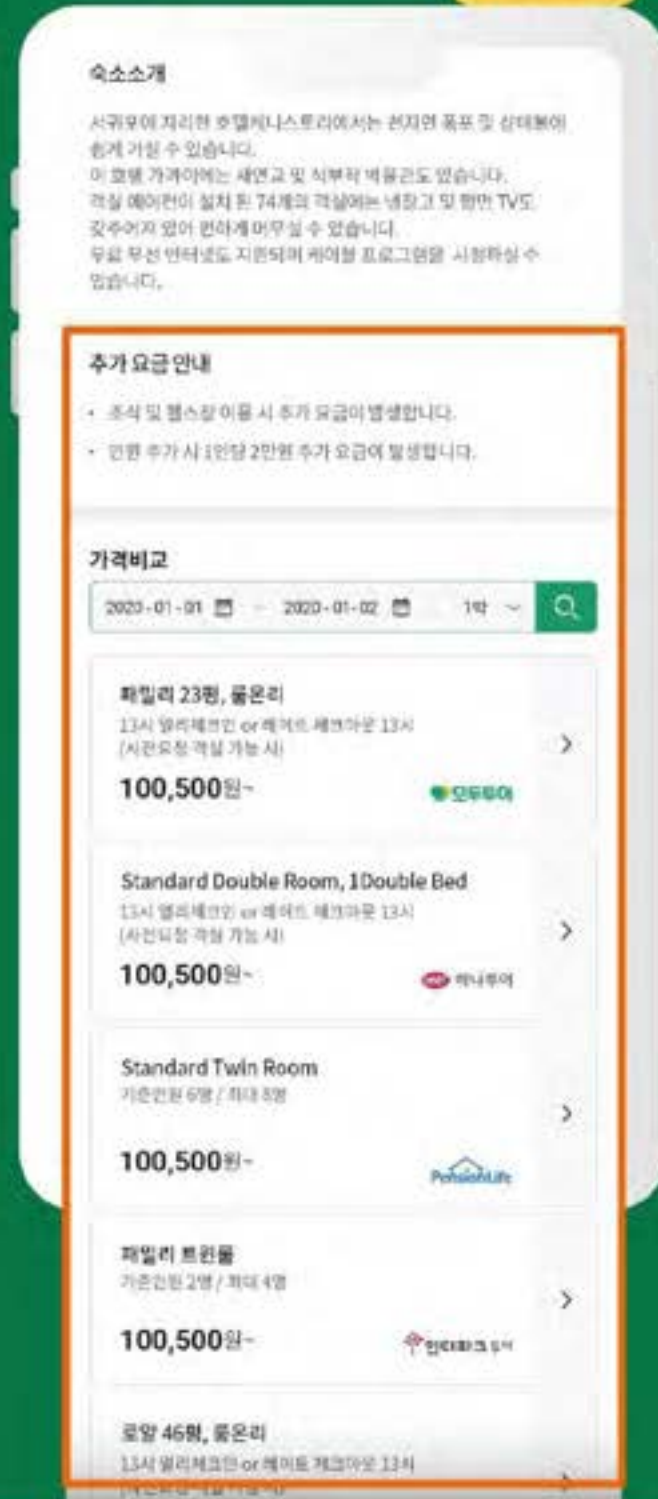 숙소소개
서귀포에 자리한 호텔케니스토리에서는 천지연 폭포 및 삼매봉에
쉽게 가실 수 있습니다.
이 호텔 가까이에는 새연교 및 석부작 박물관도 있습니다.
객실 에어컨이 설치 된 74개의 객실에는 냉장고 및 평면 TV도
갖추어져 있어 편하게 머무실 수 있습니다.
무료 무선 인터넷도 지원되며 케이블 프로그램을 시청하실 수
있습니다.
추가 요금 안내
• 조식 및 헬스장 이용 시 추가 요금이 발생합니다.
• 인원 추가 시 1인당 2만원 추가 요금이 발생합니다.
가격비교
2020-01-01 - 2020-01-02 1박
패밀리 23평, 룸온리
13시 얼리체크인 or 레이트 체크아웃 13시
(사전요청 객실 가능 시)
100,500원~
모두투어
Standard Double Room, 1Double Bed
13시 얼리체크인 or 레이트 체크아웃 13시
(사전요청 객실 가능 시)
100,500원~
하나투어
Standard Twin Room
기준인원 6명 / 최대 8명
100,500원~
PensionLife
패밀리 트윈룸
기준인원 2명 / 최대 4명
100,500원~
인터파크 투어
로얄 46평, 룸온리
13시 얼리체크인 or 레이트 체크아웃 13시